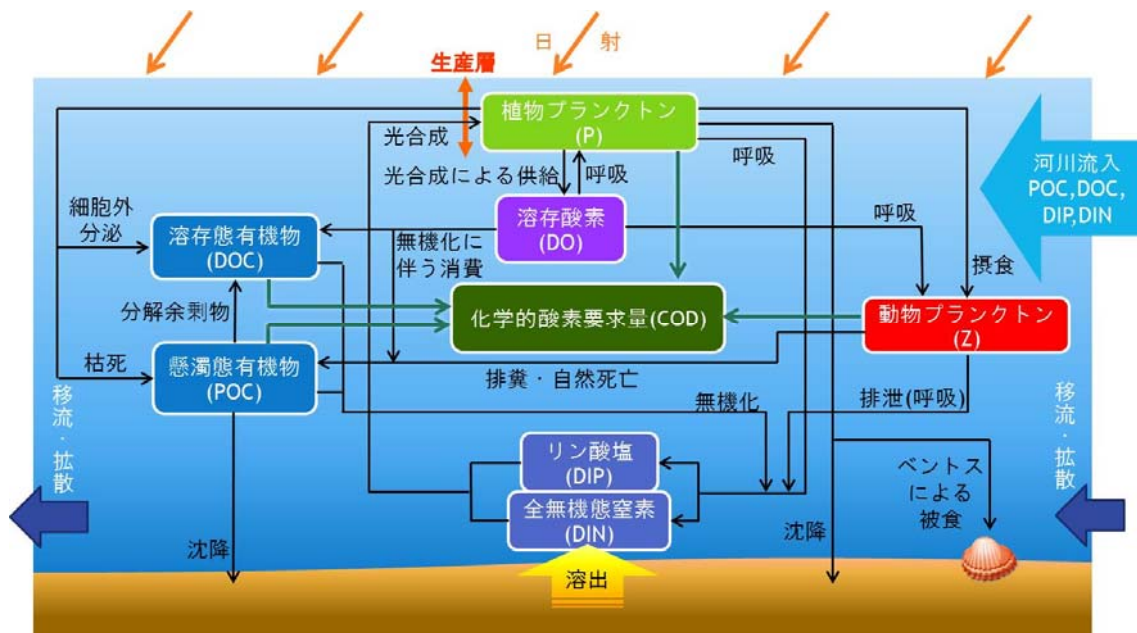 日 射
生産層
植物プランクトン
(P)
光合成
呼吸
光合成による供給
呼吸
河川流入
POC,DOC,
DIP,DIN
細胞外
分泌
溶存態有機物
(DOC)
溶存酸素
(DO)
呼吸
無機化に
伴う消費
摂食
分解余剰物
化学的酸素要求量(COD)
動物プランクトン
(Z)
枯死
懸濁態有機物
(POC)
排糞・自然死亡
移流・拡散
無機化
排泄(呼吸)
移流・拡散
リン酸塩
(DIP)
全無機態窒素
(DIN)
ベントス
による
被食
沈降
沈降
溶出